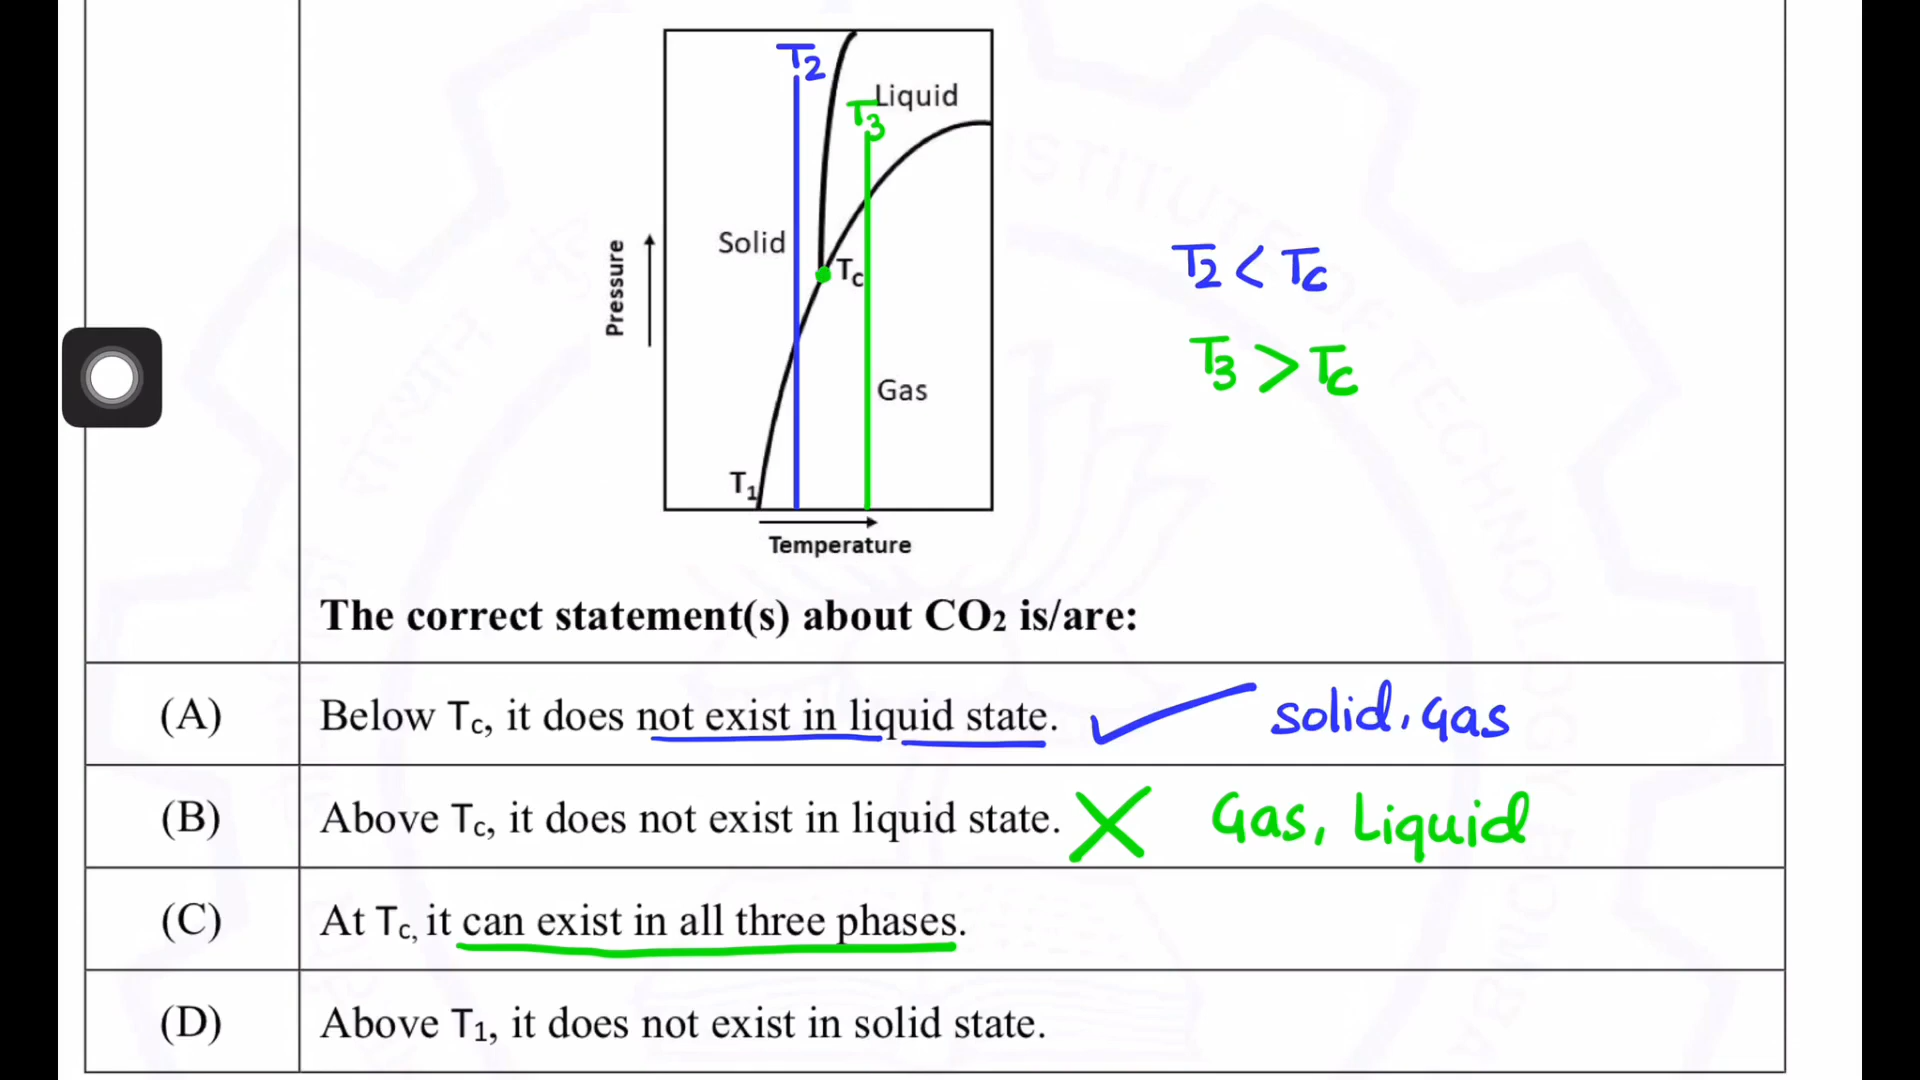 T2
Liquid
T3
Solid
Tc
Pressure
T2 < Tc
T3 > Tc
Gas
T1
Temperature
The correct statement(s) about CO2 is/are:
(A) Below Tc, it does not exist in liquid state. solid, Gas
(B) Above Tc, it does not exist in liquid state. Gas, Liquid
(C) At Tc, it can exist in all three phases.
(D) Above T1, it does not exist in solid state.